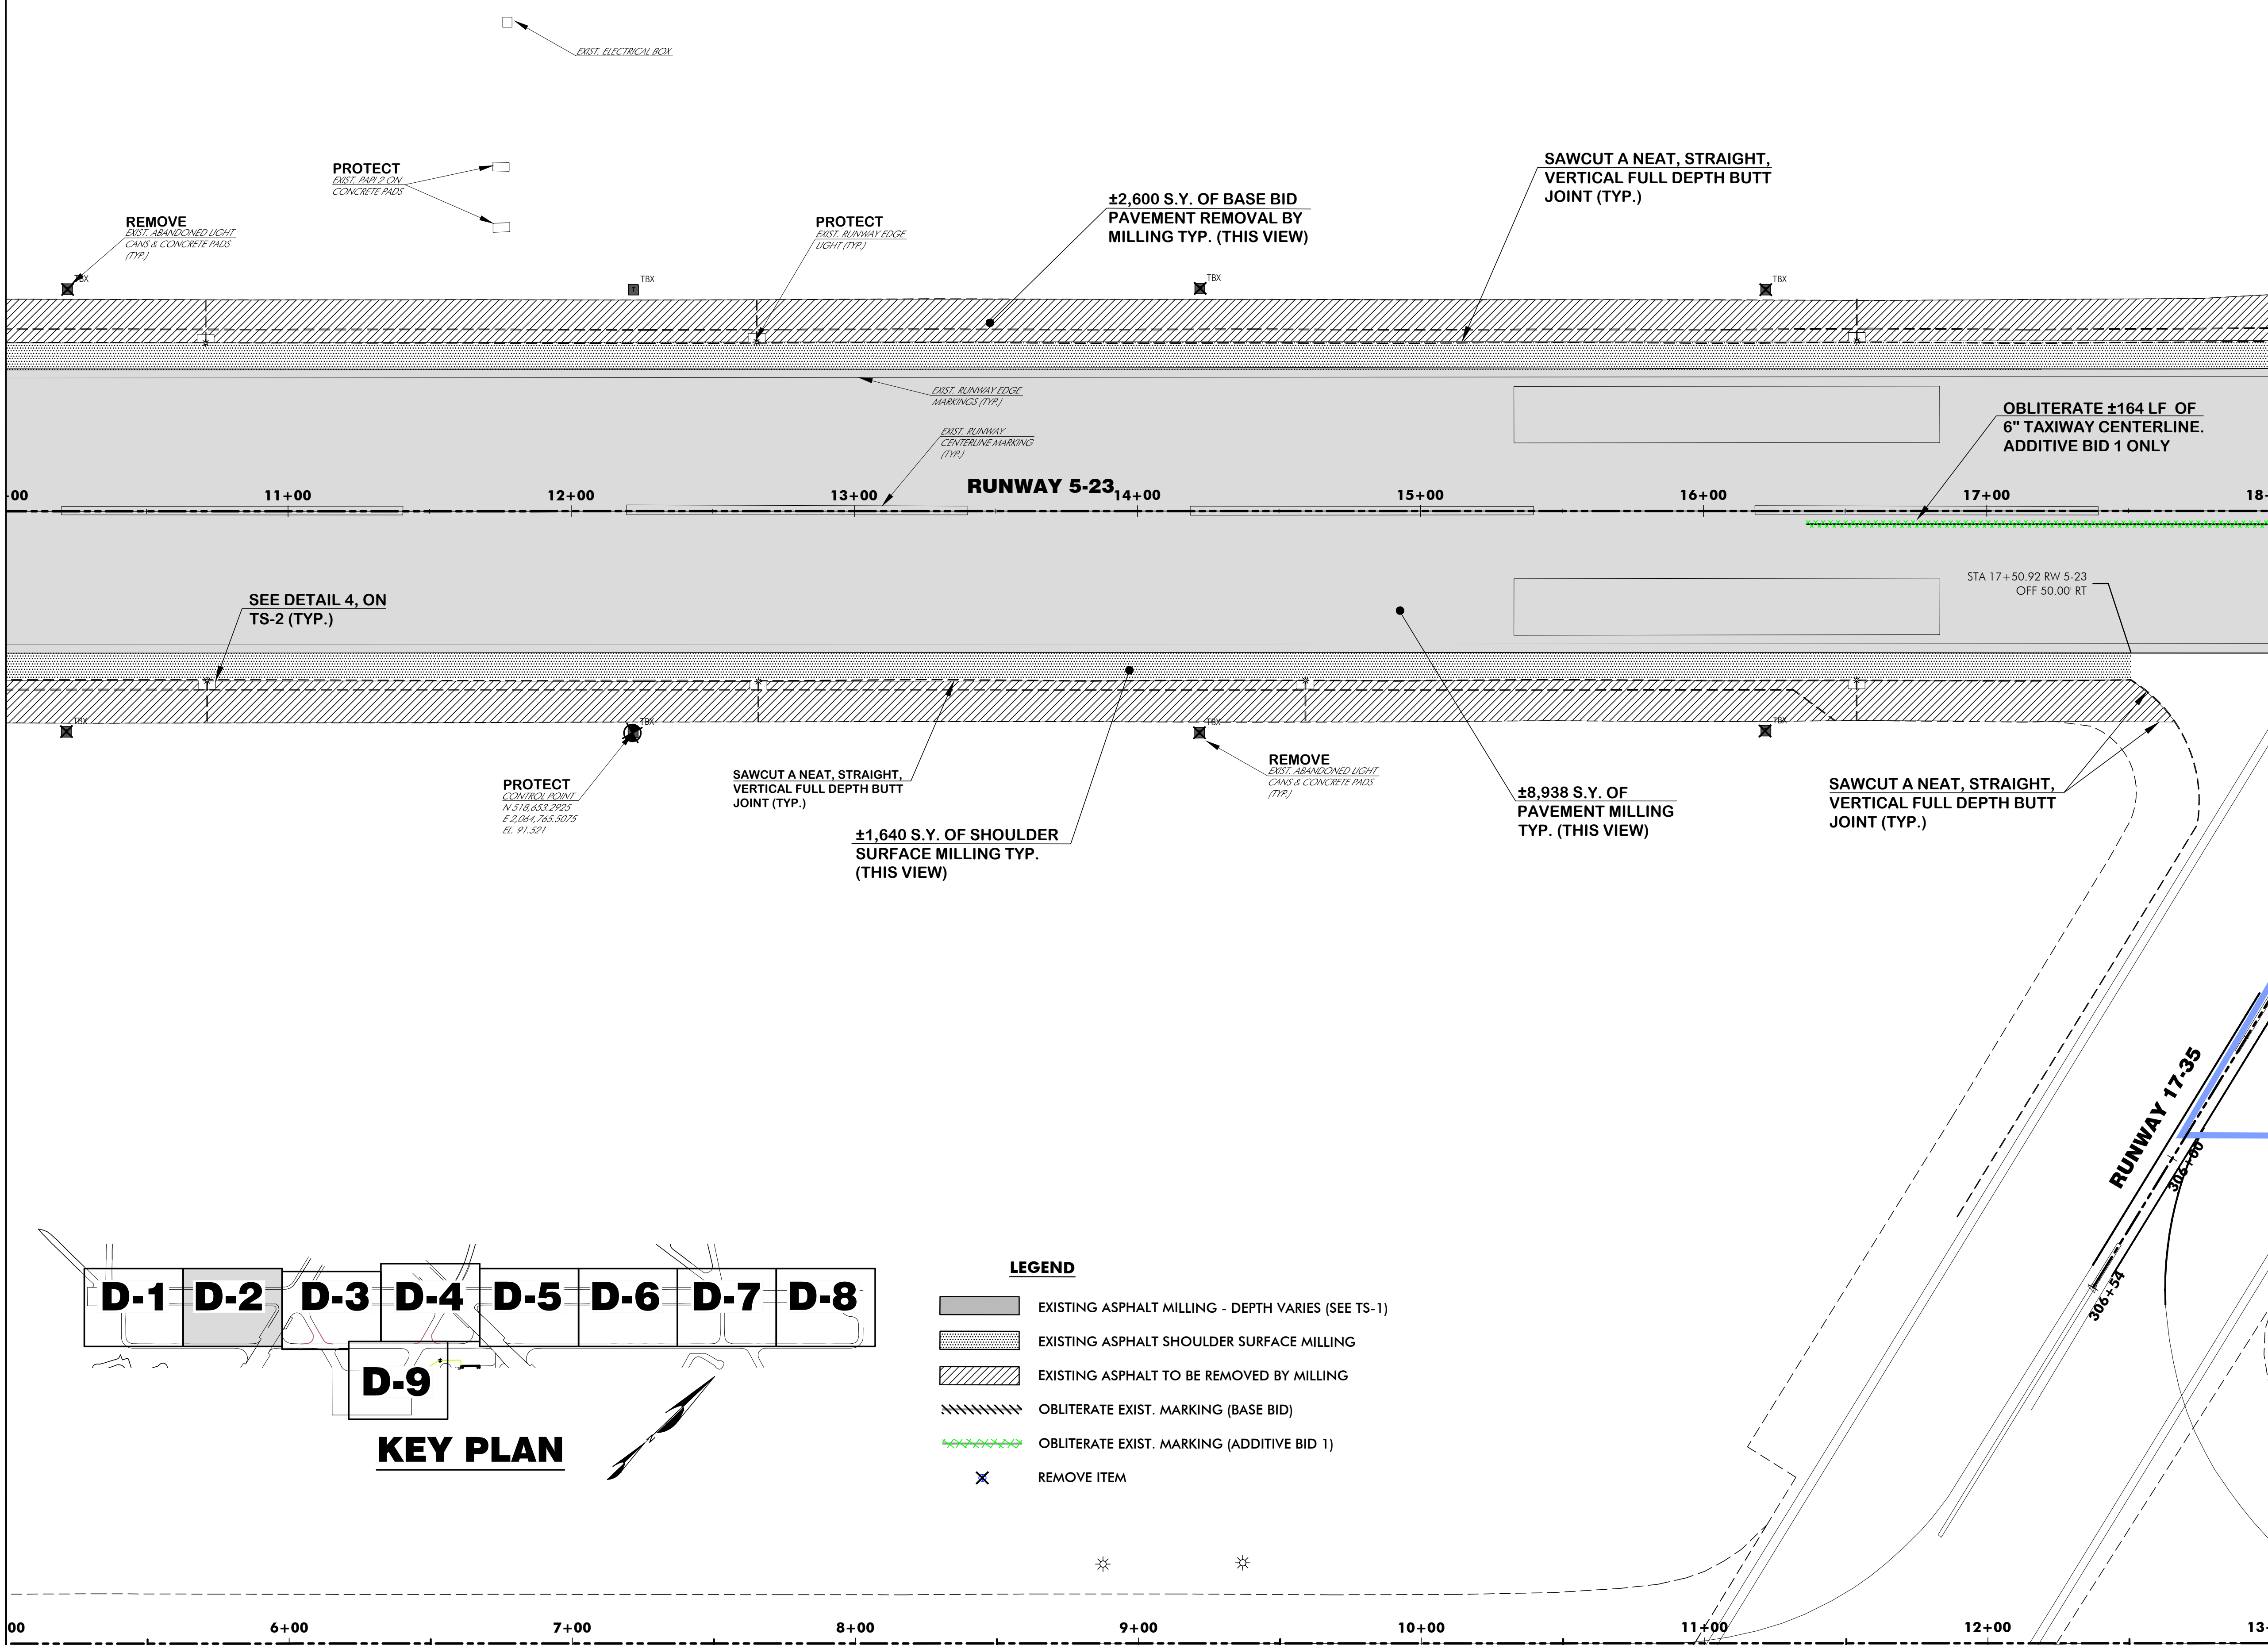 EXIST. ELECTRICAL BOX
PROTECT
EXIST. PAPI 2 ON
CONCRETE PADS
SAWCUT A NEAT, STRAIGHT,
VERTICAL FULL DEPTH BUTT
JOINT (TYP.)
±2,600 S.Y. OF BASE BID
PAVEMENT REMOVAL BY
MILLING TYP. (THIS VIEW)
REMOVE
EXIST. ABANDONED LIGHT
CANS & CONCRETE PADS
(TYP.)
PROTECT
EXIST. RUNWAY EDGE
LIGHT (TYP.)
TBX
TBX
TBX
TBX
EXIST. RUNWAY EDGE
MARKINGS (TYP.)
EXIST. RUNWAY
CENTERLINE MARKING
(TYP.)
OBLITERATE ±164 LF OF
6" TAXIWAY CENTERLINE.
ADDITIVE BID 1 ONLY
RUNWAY 5-23
+00
11+00
12+00
13+00
14+00
15+00
16+00
17+00
18+
STA 17+50.92 RW 5-23
OFF 50.00' RT
SEE DETAIL 4, ON
TS-2 (TYP.)
TBX
TBX
TBX
TBX
PROTECT
CONTROL POINT
N 518,653.2925
E 2,064,765.5075
EL. 91.521
SAWCUT A NEAT, STRAIGHT,
VERTICAL FULL DEPTH BUTT
JOINT (TYP.)
±1,640 S.Y. OF SHOULDER
SURFACE MILLING TYP.
(THIS VIEW)
REMOVE
EXIST. ABANDONED LIGHT
CANS & CONCRETE PADS
(TYP.)
±8,938 S.Y. OF
PAVEMENT MILLING
TYP. (THIS VIEW)
SAWCUT A NEAT, STRAIGHT,
VERTICAL FULL DEPTH BUTT
JOINT (TYP.)
RUNWAY 17-35
306+00
306+54
D-1
D-2
D-3
D-4
D-5
D-6
D-7
D-8
D-9
KEY PLAN
N
LEGEND
EXISTING ASPHALT MILLING - DEPTH VARIES (SEE TS-1)
EXISTING ASPHALT SHOULDER SURFACE MILLING
EXISTING ASPHALT TO BE REMOVED BY MILLING
OBLITERATE EXIST. MARKING (BASE BID)
OBLITERATE EXIST. MARKING (ADDITIVE BID 1)
REMOVE ITEM
00
6+00
7+00
8+00
9+00
10+00
11+00
12+00
13+